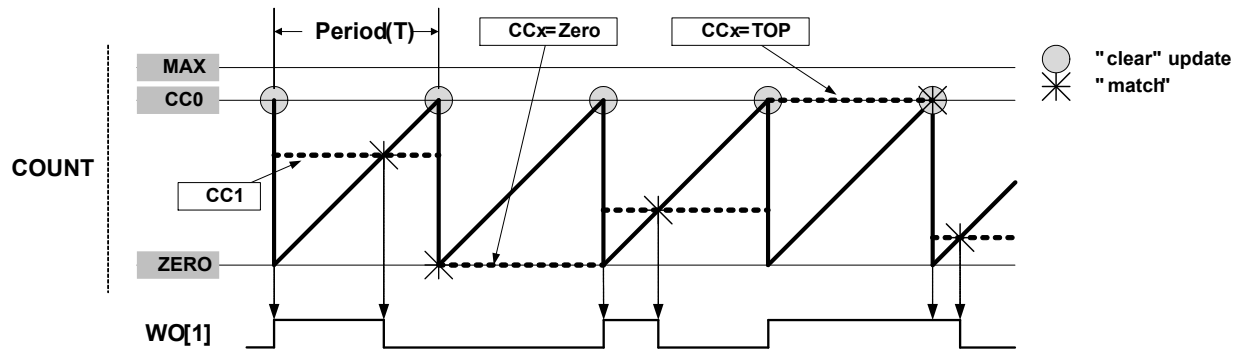 Period(T)
CCx=Zero
CCx=TOP
MAX
"clear" update
CC0
"match"
COUNT
CC1
ZERO
WO[1]